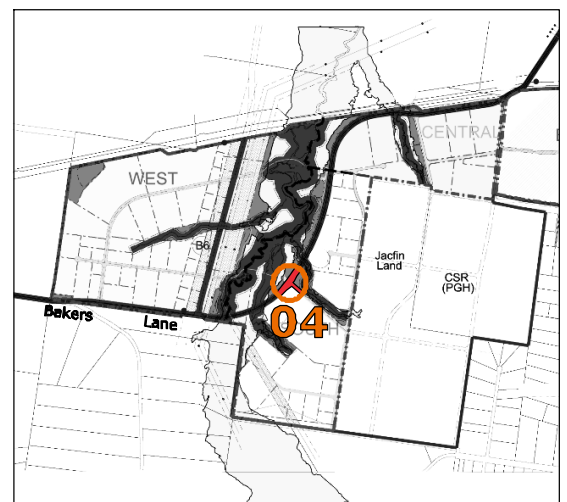 CENTRAL
WEST
B6
Jacfin
Land
CSR
(PGH)
Bakers Lane
04